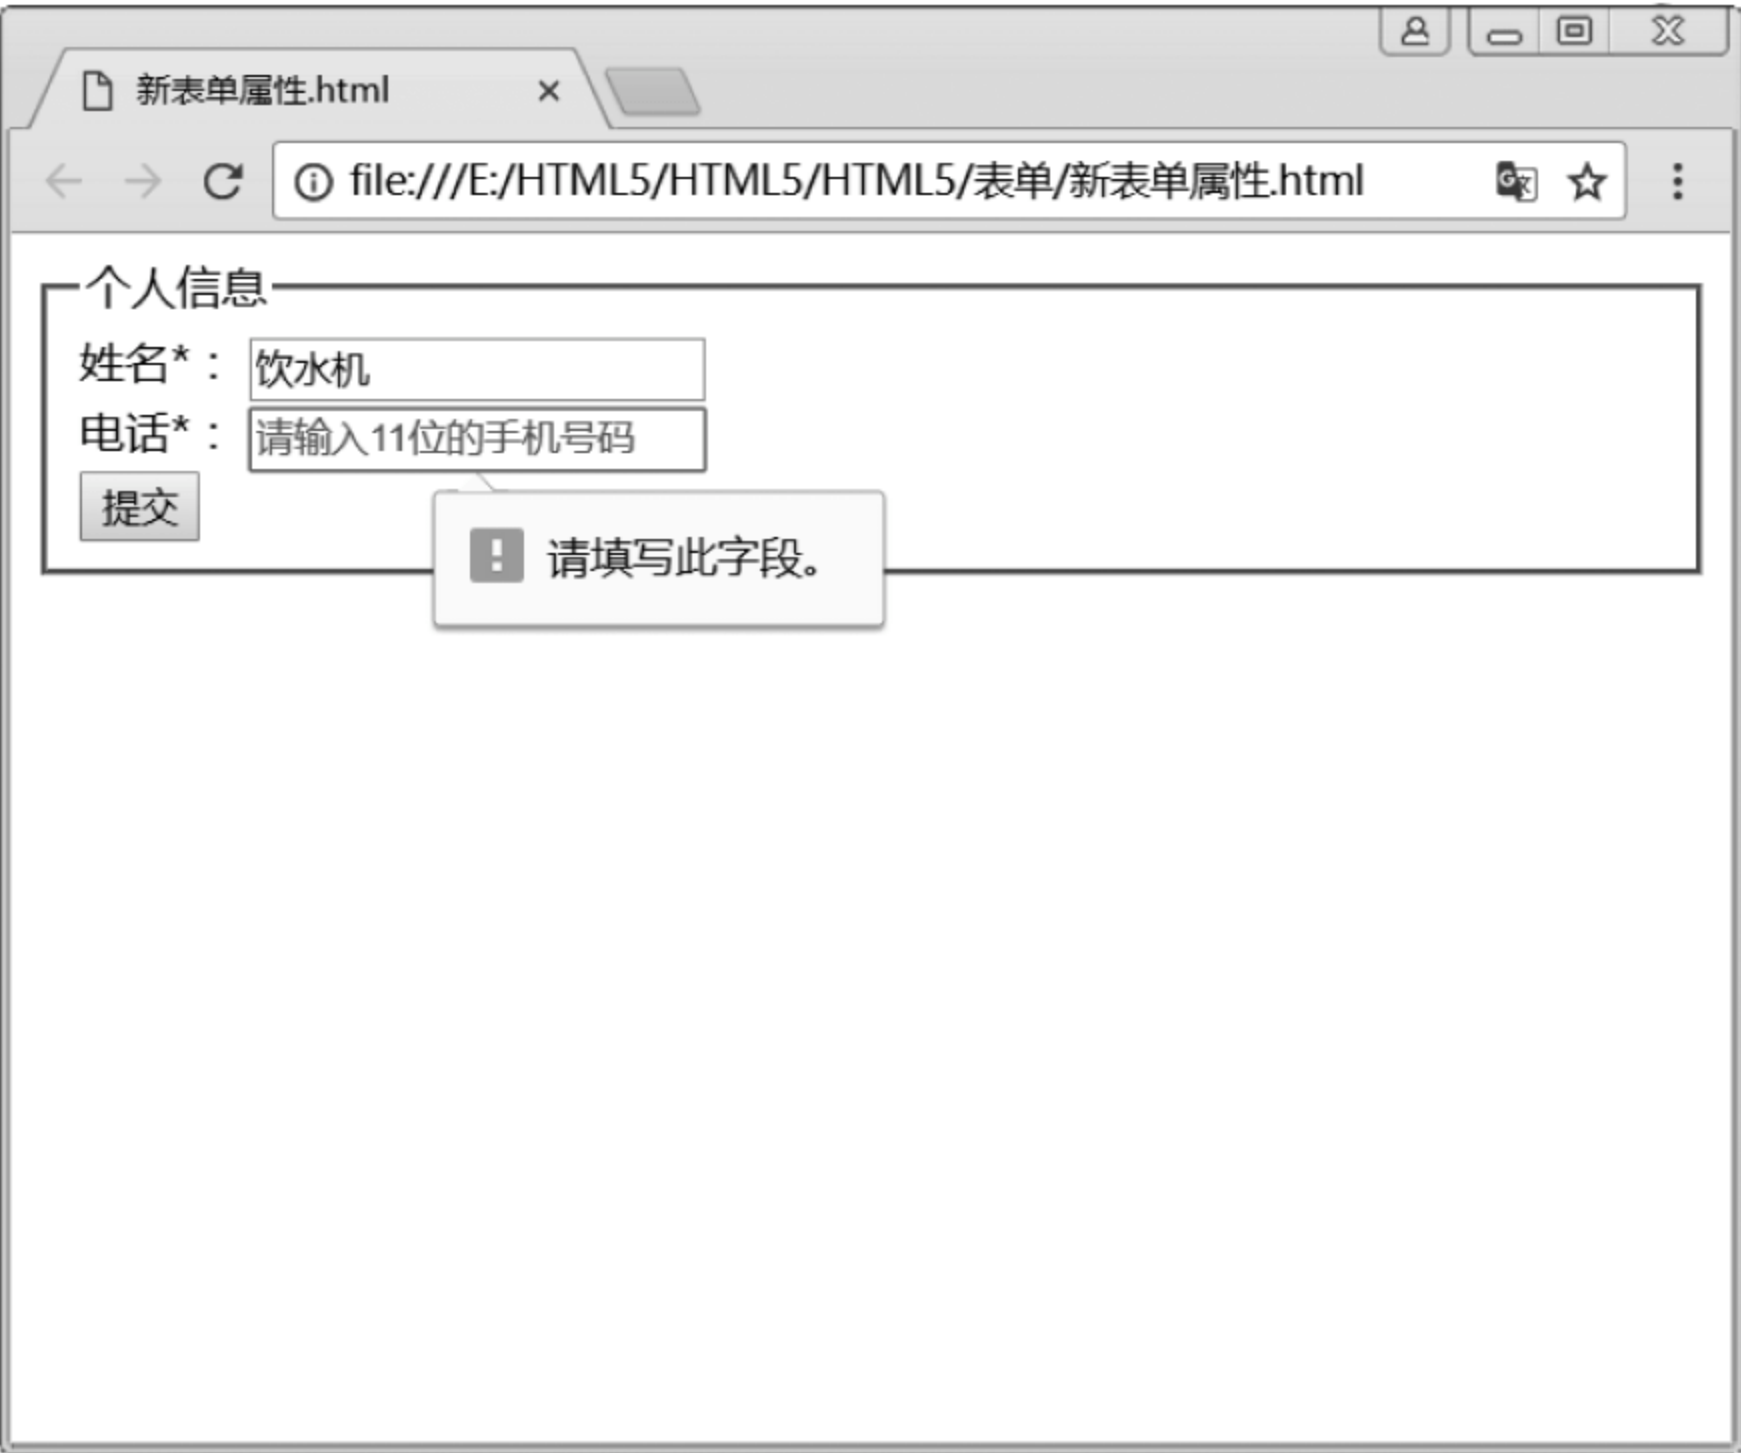 新表单属性.html
file:///E:/HTML5/HTML5/HTML5/表单/新表单属性.html
个人信息
姓名*： 饮水机
电话*： 请输入11位的手机号码
提交
请填写此字段。